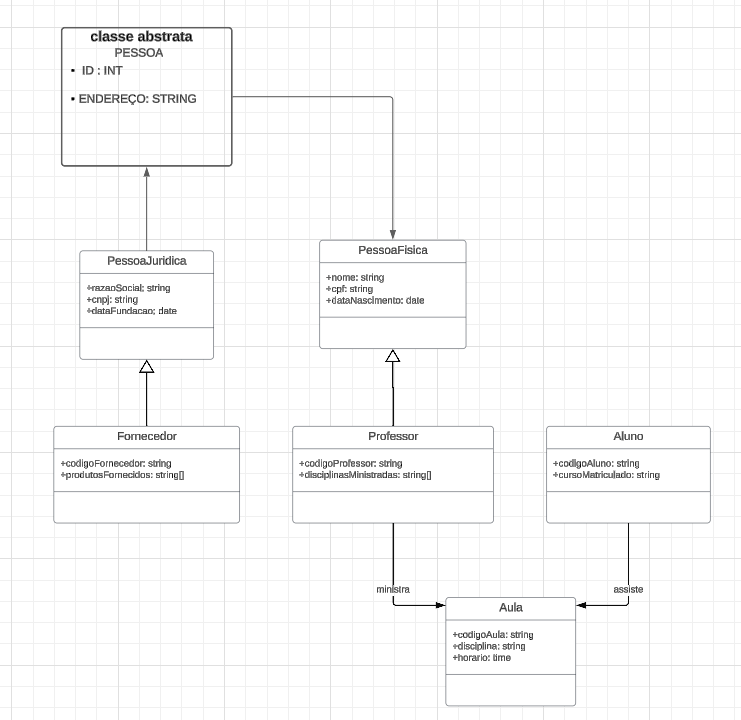 classe abstrata
PESSOA
• ID : INT
• ENDEREÇO: STRING
PessoaJuridica
+razaoSocial: string
+cnpj: string
+dataFundacao: date
PessoaFisica
+nome: string
+cpf: string
+dataNascimento: date
Fornecedor
+codigoFornecedor: string
+produtosFornecidos: string[]
Professor
+codigoProfessor: string
+disciplinasMinistradas: string[]
Aluno
+codigoAluno: string
+cursoMatriculado: string
ministra
assiste
Aula
+codigoAula: string
+disciplina: string
+horario: time